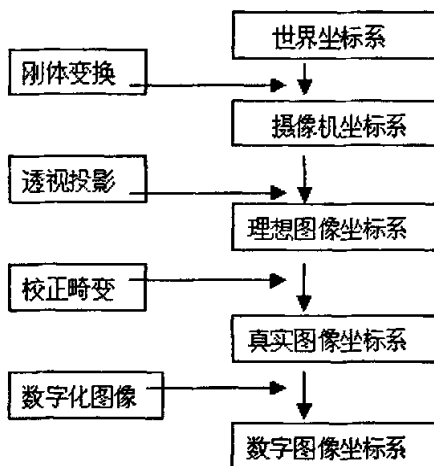 世界坐标系
刚体变换
摄像机坐标系
透视投影
理想图像坐标系
校正畸变
真实图像坐标系
数字化图像
数字图像坐标系